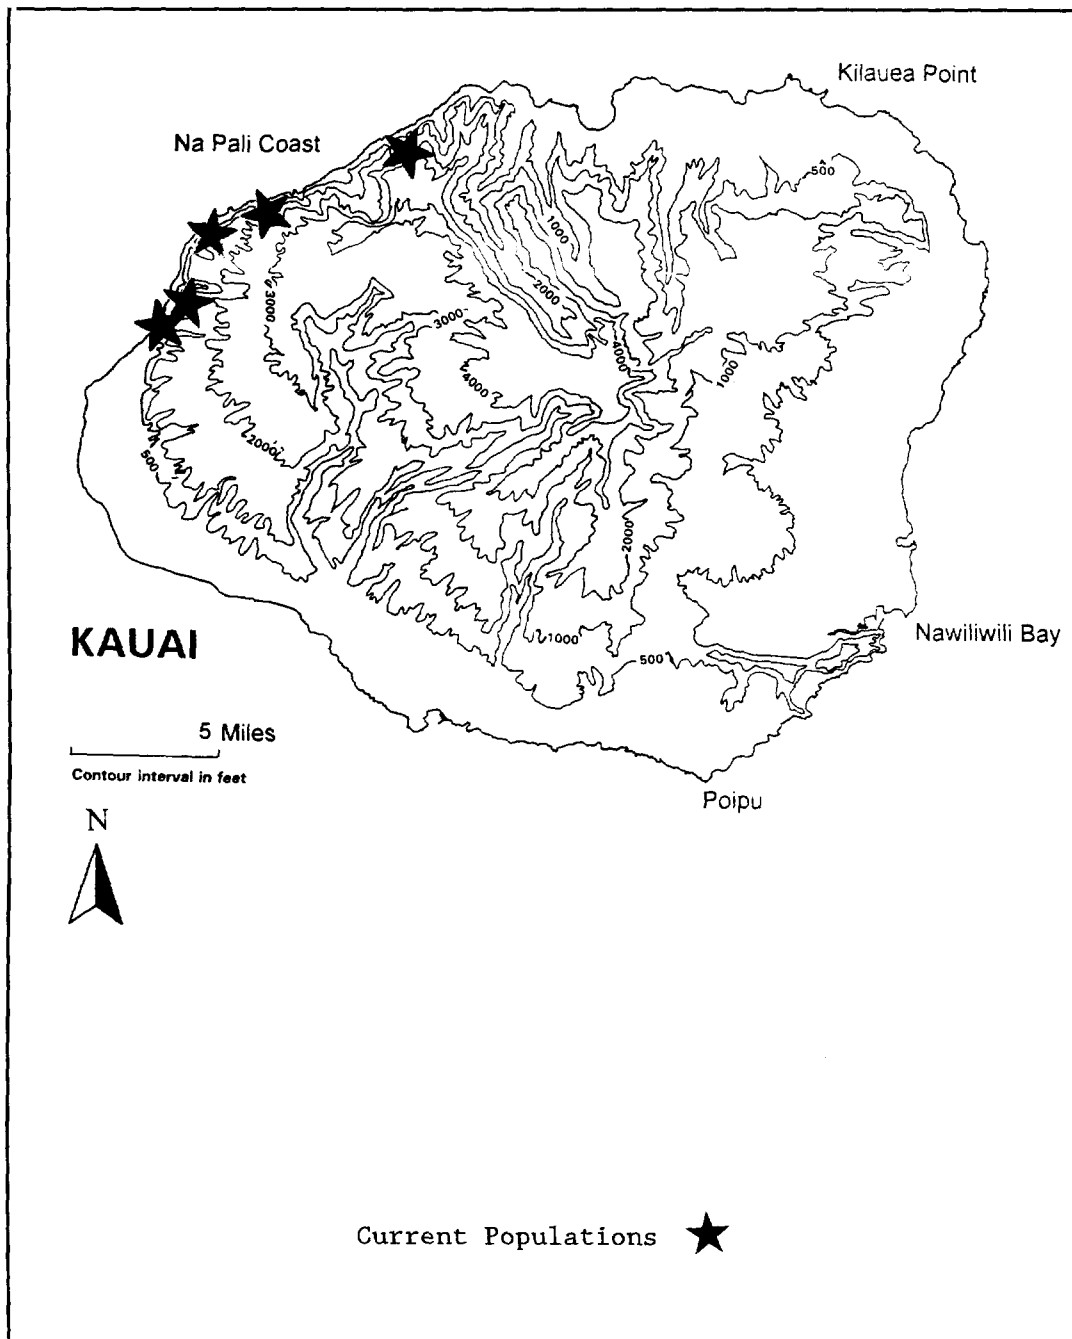 Kilauea Point
Na Pali Coast
500
1000
2000
3000
3000
4000
4000
1000
2000
500
2000
1000
500
Nawiliwili Bay
KAUAI
5 Miles
Contour interval in feet
Poipu
N
Current Populations